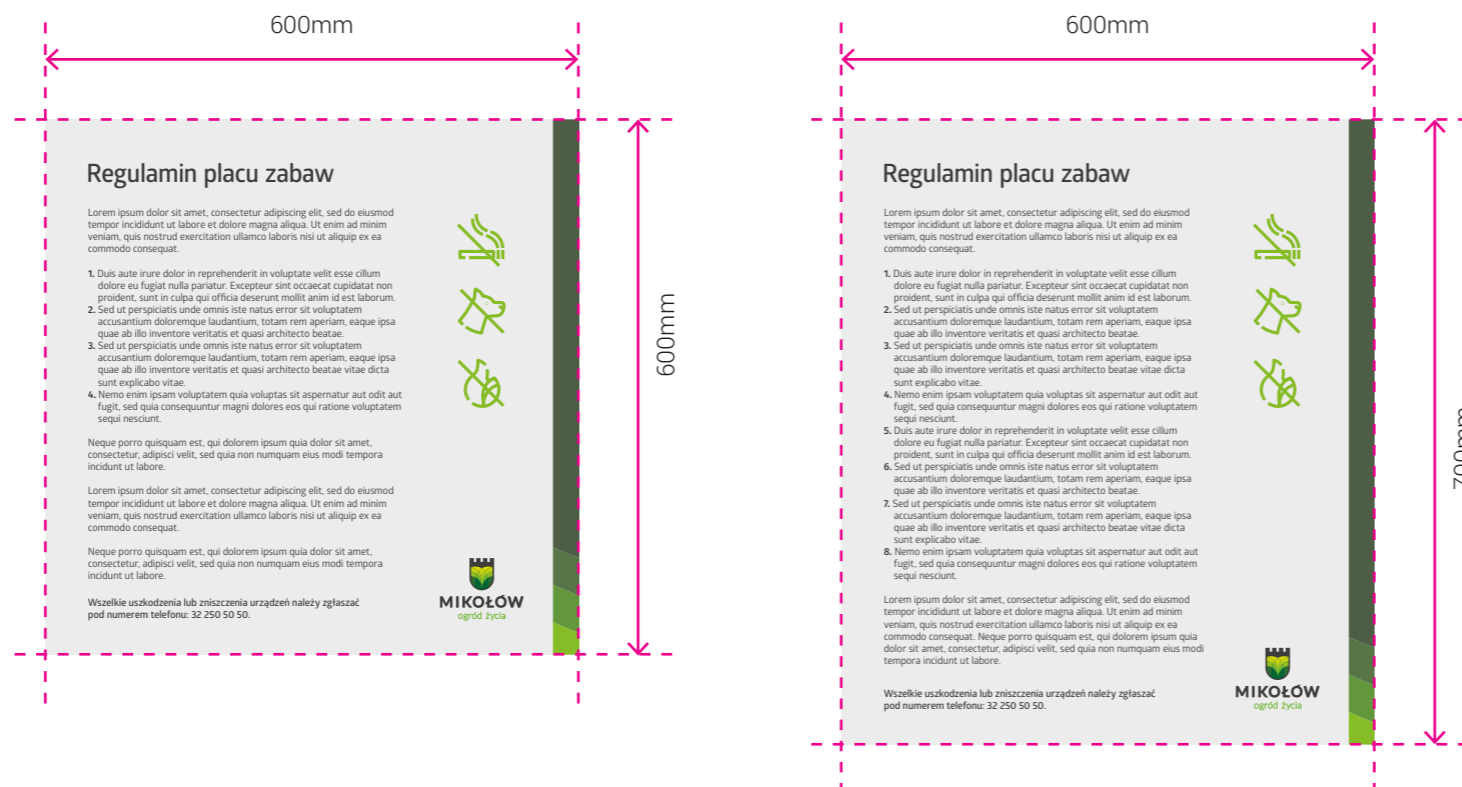 600mm
Regulamin placu zabaw
Lorem ipsum dolor sit amet, consectetur adipiscing elit, sed do eiusmod
tempor incididunt ut labore et dolore magna aliqua. Ut enim ad minim
veniam, quis nostrud exercitation ullamco laboris nisi ut aliquip ex ea
commodo consequat.
1. Duis aute irure dolor in reprehenderit in voluptate velit esse cillum
dolore eu fugiat nulla pariatur. Excepteur sint occaecat cupidatat non
proident, sunt in culpa qui officia deserunt mollit anim id est laborum.
2. Sed ut perspiciatis unde omnis iste natus error sit voluptatem
accusantium doloremque laudantium, totam rem aperiam, eaque ipsa
quae ab illo inventore veritatis et quasi architecto beatae.
3. Sed ut perspiciatis unde omnis iste natus error sit voluptatem
accusantium doloremque laudantium, totam rem aperiam, eaque ipsa
quae ab illo inventore veritatis et quasi architecto beatae vitae dicta
sunt explicabo vitae.
4. Nemo enim ipsam voluptatem quia voluptas sit aspernatur aut odit aut
fugit, sed quia consequuntur magni dolores eos qui ratione voluptatem
sequi nesciunt.
Neque porro quisquam est, qui dolorem ipsum quia dolor sit amet,
consectetur, adipisci velit, sed quia non numquam eius modi tempora
incidunt ut labore.
Lorem ipsum dolor sit amet, consectetur adipiscing elit, sed do eiusmod
tempor incididunt ut labore et dolore magna aliqua. Ut enim ad minim
veniam, quis nostrud exercitation ullamco laboris nisi ut aliquip ex ea
commodo consequat.
Neque porro quisquam est, qui dolorem ipsum quia dolor sit amet,
consectetur, adipisci velit, sed quia non numquam eius modi tempora
incidunt ut labore.
Wszelkie uszkodzenia lub zniszczenia urządzeń należy zgłaszać
pod numerem telefonu: 32 250 50 50.
MIKOŁÓW
ogród życia
600mm
600mm
Regulamin placu zabaw
Lorem ipsum dolor sit amet, consectetur adipiscing elit, sed do eiusmod
tempor incididunt ut labore et dolore magna aliqua. Ut enim ad minim
veniam, quis nostrud exercitation ullamco laboris nisi ut aliquip ex ea
commodo consequat.
1. Duis aute irure dolor in reprehenderit in voluptate velit esse cillum
dolore eu fugiat nulla pariatur. Excepteur sint occaecat cupidatat non
proident, sunt in culpa qui officia deserunt mollit anim id est laborum.
2. Sed ut perspiciatis unde omnis iste natus error sit voluptatem
accusantium doloremque laudantium, totam rem aperiam, eaque ipsa
quae ab illo inventore veritatis et quasi architecto beatae.
3. Sed ut perspiciatis unde omnis iste natus error sit voluptatem
accusantium doloremque laudantium, totam rem aperiam, eaque ipsa
quae ab illo inventore veritatis et quasi architecto beatae vitae dicta
sunt explicabo vitae.
4. Nemo enim ipsam voluptatem quia voluptas sit aspernatur aut odit aut
fugit, sed quia consequuntur magni dolores eos qui ratione voluptatem
sequi nesciunt.
5. Duis aute irure dolor in reprehenderit in voluptate velit esse cillum
dolore eu fugiat nulla pariatur. Excepteur sint occaecat cupidatat non
proident, sunt in culpa qui officia deserunt mollit anim id est laborum.
6. Sed ut perspiciatis unde omnis iste natus error sit voluptatem
accusantium doloremque laudantium, totam rem aperiam, eaque ipsa
quae ab illo inventore veritatis et quasi architecto beatae.
7. Sed ut perspiciatis unde omnis iste natus error sit voluptatem
accusantium doloremque laudantium, totam rem aperiam, eaque ipsa
quae ab illo inventore veritatis et quasi architecto beatae vitae dicta
sunt explicabo vitae.
8. Nemo enim ipsam voluptatem quia voluptas sit aspernatur aut odit aut
fugit, sed quia consequuntur magni dolores eos qui ratione voluptatem
sequi nesciunt.
Lorem ipsum dolor sit amet, consectetur adipiscing elit, sed do eiusmod
tempor incididunt ut labore et dolore magna aliqua. Ut enim ad minim
veniam, quis nostrud exercitation ullamco laboris nisi ut aliquip ex ea
commodo consequat. Neque porro quisquam est, qui dolorem ipsum quia
dolor sit amet, consectetur, adipisci velit, sed quia non numquam eius modi
tempora incidunt ut labore.
Wszelkie uszkodzenia lub zniszczenia urządzeń należy zgłaszać
pod numerem telefonu: 32 250 50 50.
MIKOŁÓW
ogród życia
700mm